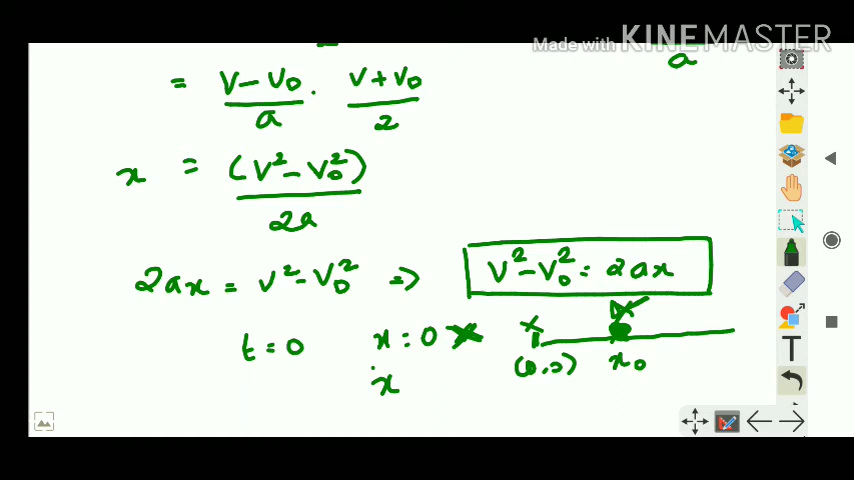 Made with KINEMASTER
a
= V - V0 / a . V + V0 / 2
x = (V² - V0²) / 2a
2ax = V² - V0² => V² - V0² = 2ax
t = 0 x = 0
(0,0) x0
x
T